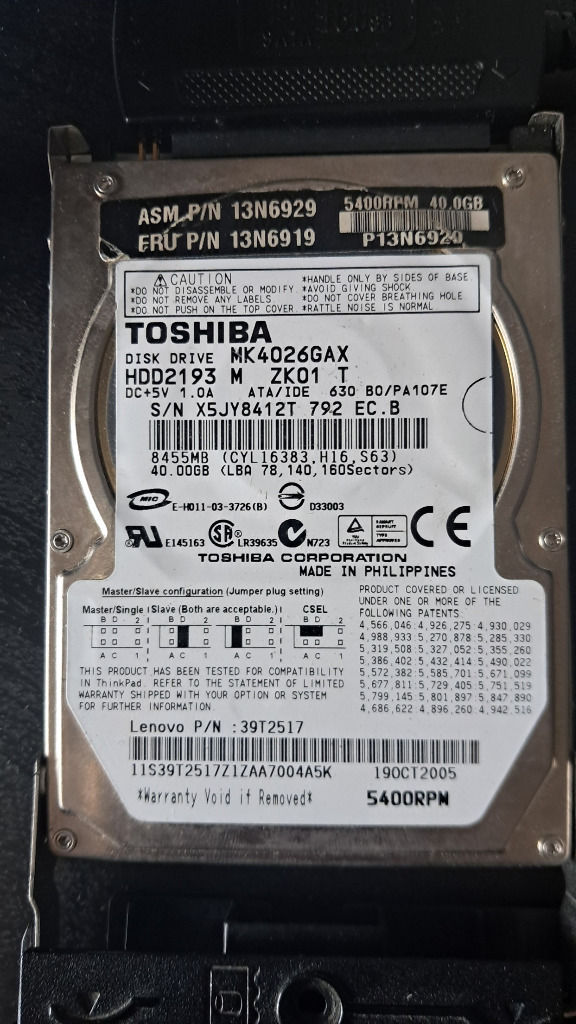 ASM P/N 13N6929
FRU P/N 13N6919
5400RPM 40.0GB
P13N6920
CAUTION
*DO NOT DISASSEMBLE OR MODIFY.
*DO NOT REMOVE ANY LABELS
*DO NOT PUSH ON THE TOP COVER.
*HANDLE ONLY BY SIDES OF BASE.
*AVOID GIVING SHOCK.
*DO NOT COVER BREATHING HOLE.
*RATTLE NOISE IS NORMAL.
TOSHIBA
DISK DRIVE MK4026GAX
HDD2193 M ZK01 T
DC+5V 1.0A ATA/IDE 630 B0/PA107E
S/N X5JY8412T 792 EC.B
8455MB (CYL16383,H16,S63)
40.00GB (LBA 78,140,160Sectors)
MIC E-H011-03-3726(B) D33003
E145163 LR39635 N723
TOSHIBA CORPORATION
MADE IN PHILIPPINES
Master/Slave configuration (Jumper plug setting)
Master/Single Slave (Both are acceptable.) CSEL
B D 2 B D 2 B D 2 B D 2
A C 1 A C 1 A C 1 A C 1
THIS PRODUCT HAS BEEN TESTED FOR COMPATIBILITY
IN ThinkPad. REFER TO THE STATEMENT OF LIMITED
WARRANTY SHIPPED WITH YOUR OPTION OR SYSTEM
FOR FURTHER INFORMATION.
PRODUCT COVERED OR LICENSED
UNDER ONE OR MORE OF THE
FOLLOWING PATENTS:
4,566,046:4,926,275:4,930,029
4,988,933:5,270,878:5,285,330
5,319,508:5,327,052:5,355,260
5,386,402:5,432,414:5,490,022
5,572,382:5,585,701:5,671,099
5,677,811:5,729,405:5,751,519
5,799,145:5,801,897:5,847,890
4,686,622:4,896,260:4,942,516
Lenovo P/N :39T2517
11S39T2517Z1ZAA7004A5K 19OCT2005
*Warranty Void if Removed* 5400RPM